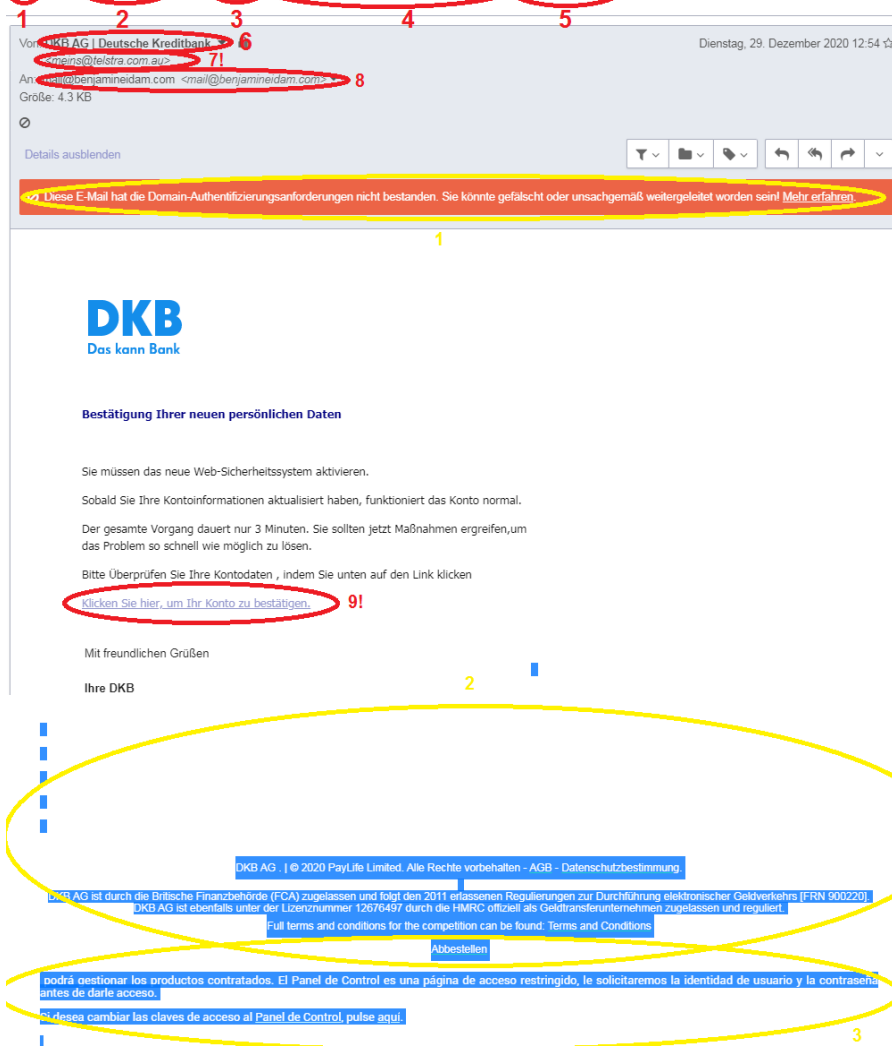 1 2 3 4 5
Von DKB AG | Deutsche Kreditbank 6 Dienstag, 29. Dezember 2020 12:54
<meins@telstra.com.au> 7!
An: mail@benjamineidam.com <mail@benjamineidam.com> 8
Größe: 4.3 KB
Details ausblenden
Diese E-Mail hat die Domain-Authentifizierungsanforderungen nicht bestanden. Sie könnte gefälscht oder unsachgemäß weitergeleitet worden sein! Mehr erfahren.
1
DKB
Das kann Bank
Bestätigung Ihrer neuen persönlichen Daten
Sie müssen das neue Web-Sicherheitssystem aktivieren.
Sobald Sie Ihre Kontoinformationen aktualisiert haben, funktioniert das Konto normal.
Der gesamte Vorgang dauert nur 3 Minuten. Sie sollten jetzt Maßnahmen ergreifen,um
das Problem so schnell wie möglich zu lösen.
Bitte Überprüfen Sie Ihre Kontodaten , indem Sie unten auf den Link klicken
Klicken Sie hier, um Ihr Konto zu bestätigen. 9!
Mit freundlichen Grüßen
Ihre DKB
2
DKB AG . | © 2020 PayLife Limited. Alle Rechte vorbehalten - AGB - Datenschutzbestimmung.
DKB AG ist durch die Britische Finanzbehörde (FCA) zugelassen und folgt den 2011 erlassenen Regulierungen zur Durchführung elektronischer Geldverkehrs [FRN 900220].
DKB AG ist ebenfalls unter der Lizenznummer 12676497 durch die HMRC offiziell als Geldtransferunternehmen zugelassen und reguliert.
Full terms and conditions for the competition can be found: Terms and Conditions
Abbestellen
podrá gestionar los productos contratados. El Panel de Control es una página de acceso restringido, le solicitaremos la identidad de usuario y la contraseña
antes de darle acceso.
Si desea cambiar las claves de acceso al Panel de Control, pulse aquí.
3